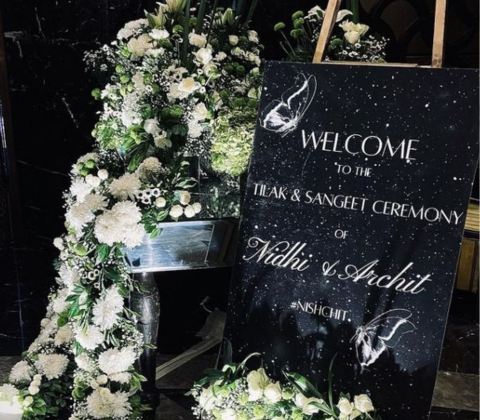 WELCOME
TO THE
TILAK & SANGEET CEREMONY
OF
Nidhi & Archit
#NISHCHIT